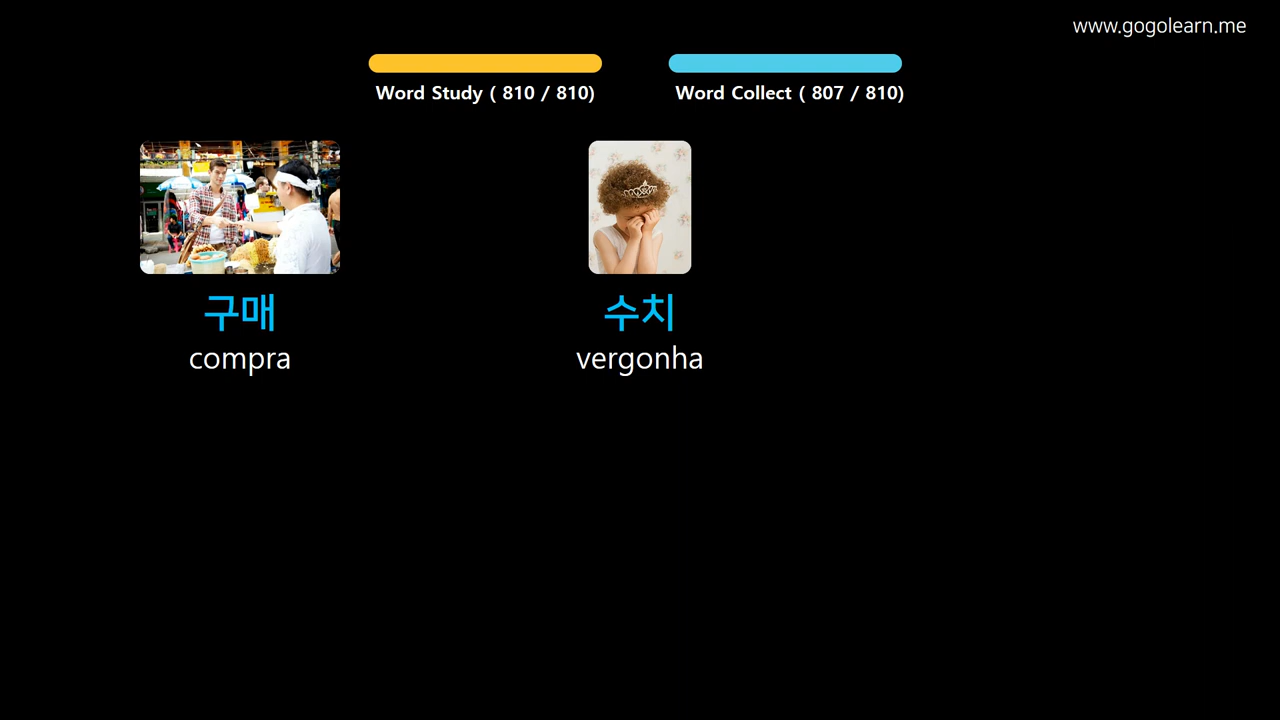 www.gogolearn.me
Word Study ( 810 / 810)
Word Collect ( 807 / 810)
구매
compra
수치
vergonha